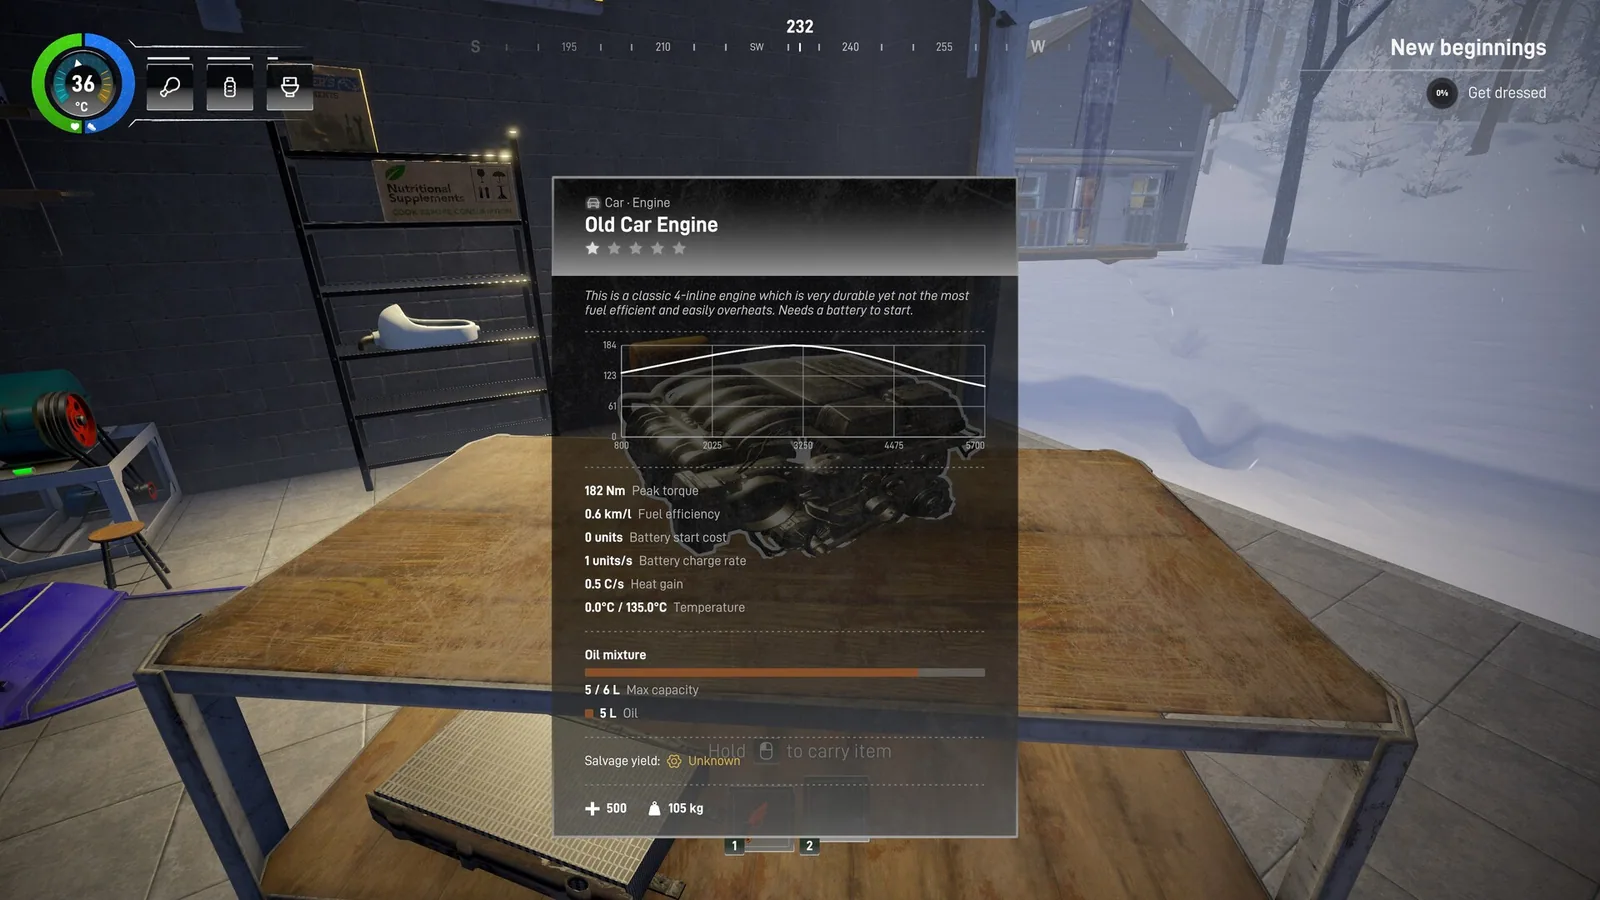 232
S 195 210 SW 240 255 W
36
°C
New beginnings
0% Get dressed
Nutritional
Supplements
Car · Engine
Old Car Engine
This is a classic 4-inline engine which is very durable yet not the most
fuel efficient and easily overheats. Needs a battery to start.
184
123
61
0
800 2025 3250 4475 5700
182 Nm Peak torque
0.6 km/l Fuel efficiency
0 units Battery start cost
1 units/s Battery charge rate
0.5 C/s Heat gain
0.0°C / 135.0°C Temperature
Oil mixture
5 / 6 L Max capacity
5 L Oil
Hold to carry item
Salvage yield: Unknown
500 105 kg
1 2